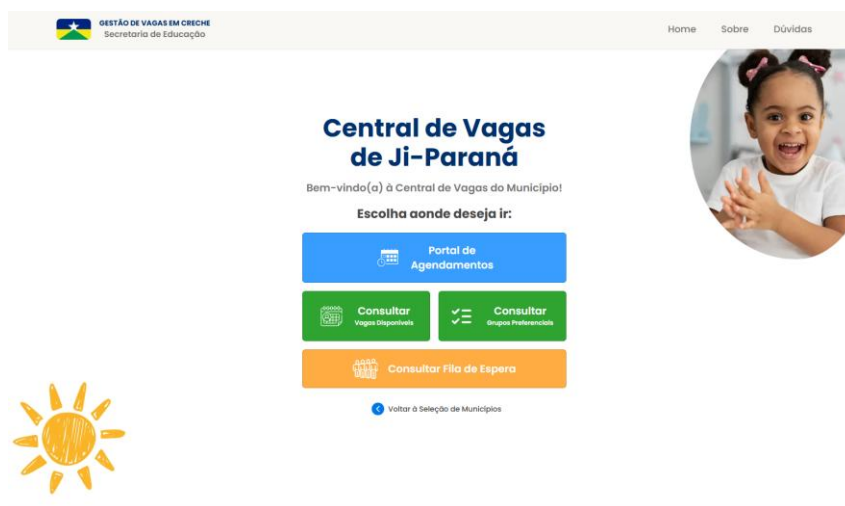 GESTÃO DE VAGAS EM CRECHE
Secretaria de Educação
Home
Sobre
Dúvidas
Central de Vagas
de Ji-Paraná
Bem-vindo(a) à Central de Vagas do Município!
Escolha aonde deseja ir:
Portal de
Agendamentos
Consultar
Vagas Disponíveis
Consultar
Grupos Preferenciais
Consultar Fila de Espera
Voltar à Seleção de Municípios